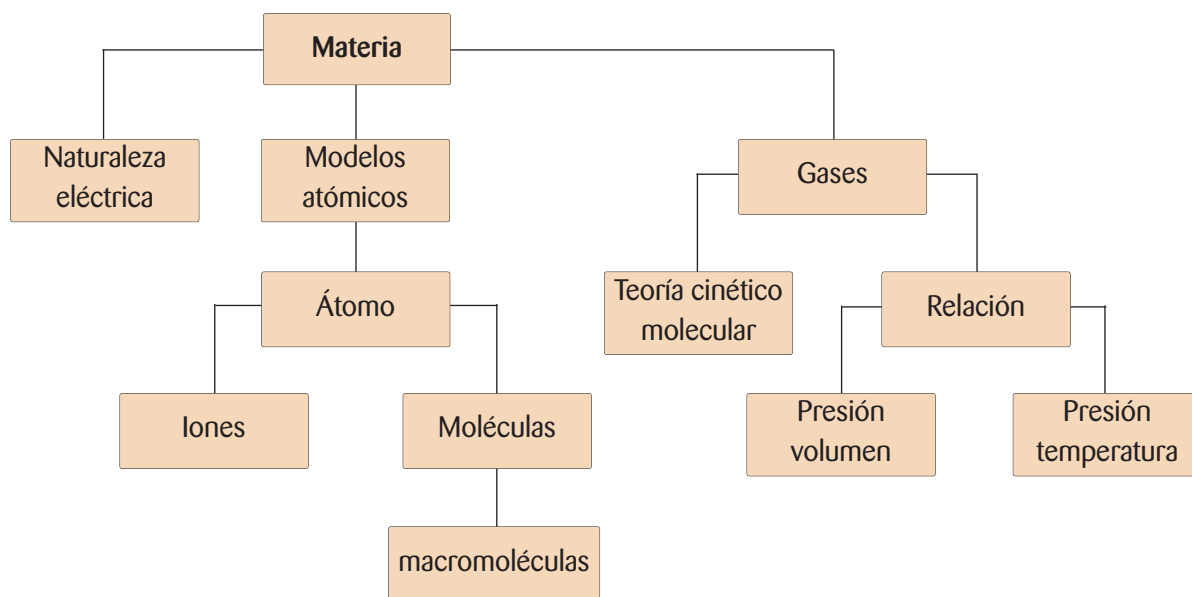 Materia
Naturaleza
eléctrica
Modelos
atómicos
Gases
Átomo
Teoría cinético
molecular
Relación
Iones
Moléculas
Presión
volumen
Presión
temperatura
macromoléculas